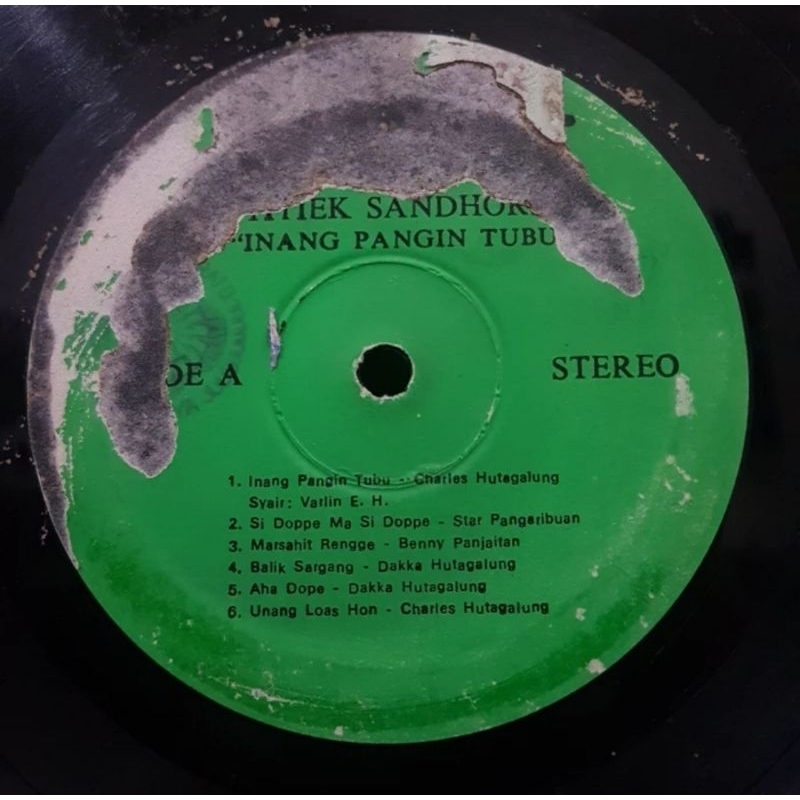 SANDHOR
“INANG PANGIN TUBU
DE A
STEREO
1. Inang Pangin Tubu - Charles Hutagalung
Syair: Varlin E. H.
2. Si Doppe Ma Si Doppe - Star Pangaribuan
3. Marsahit Rengge - Benny Panjaitan
4. Balik Sargang - Dakka Hutagalung
5. Aha Dope - Dakka Hutagalung
6. Unang Loas Hon - Charles Hutagalung